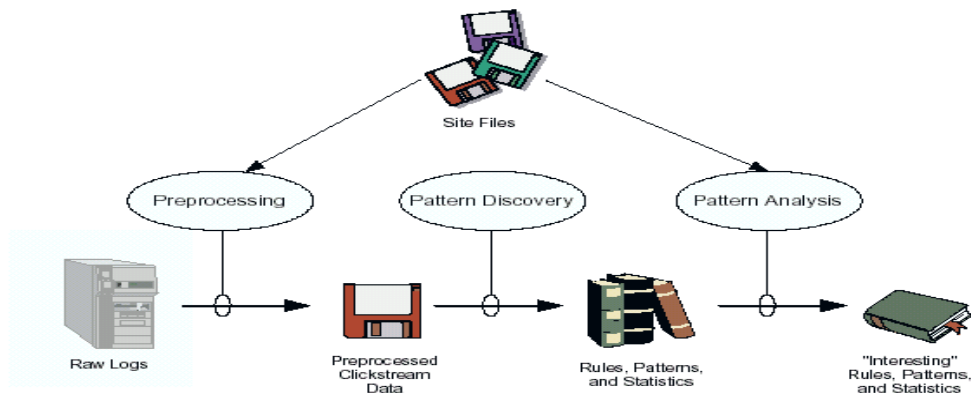 Site Files
Preprocessing
Pattern Discovery
Pattern Analysis
Raw Logs
Preprocessed
Clickstream
Data
Rules, Patterns,
and Statistics
"Interesting"
Rules, Patterns,
and Statistics